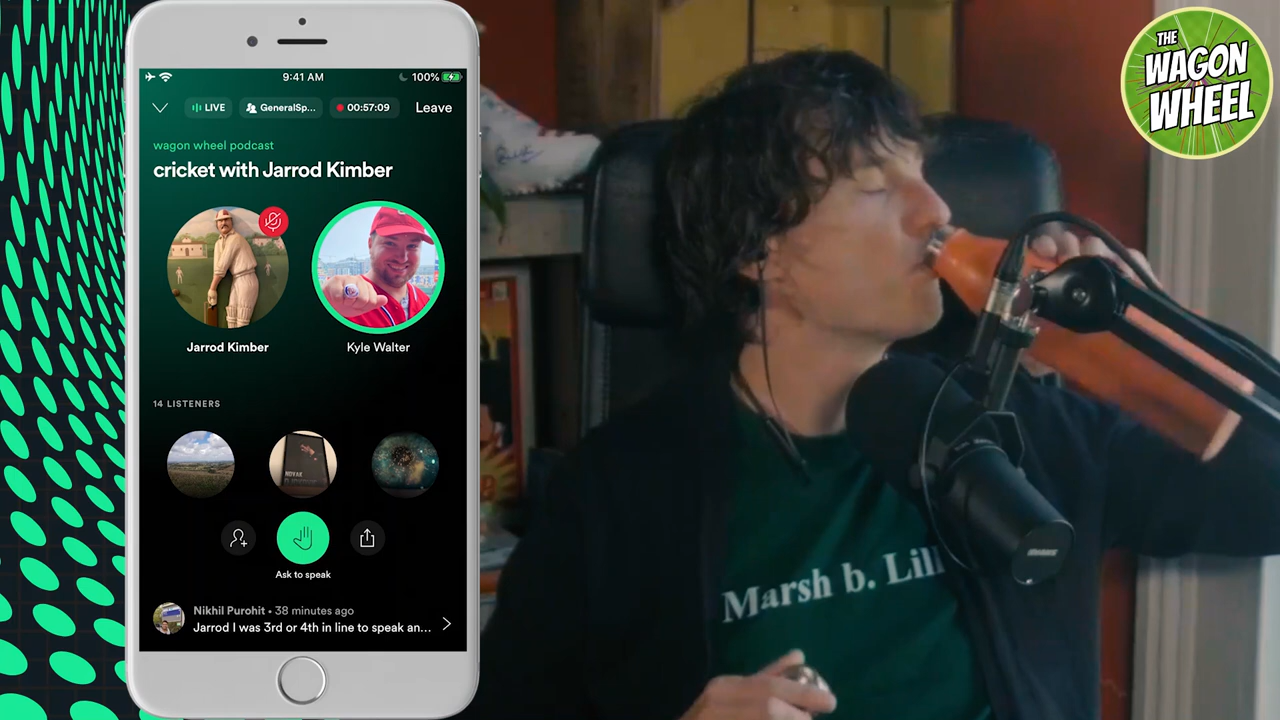 9:41 AM
100%
LIVE
GeneralSp...
00:57:09
Leave
wagon wheel podcast
cricket with Jarrod Kimber
Jarrod Kimber
Kyle Walter
14 LISTENERS
Ask to speak
Nikhil Purohit • 38 minutes ago
Jarrod I was 3rd or 4th in line to speak an...
Marsh b. Lill
THE
WAGON
WHEEL